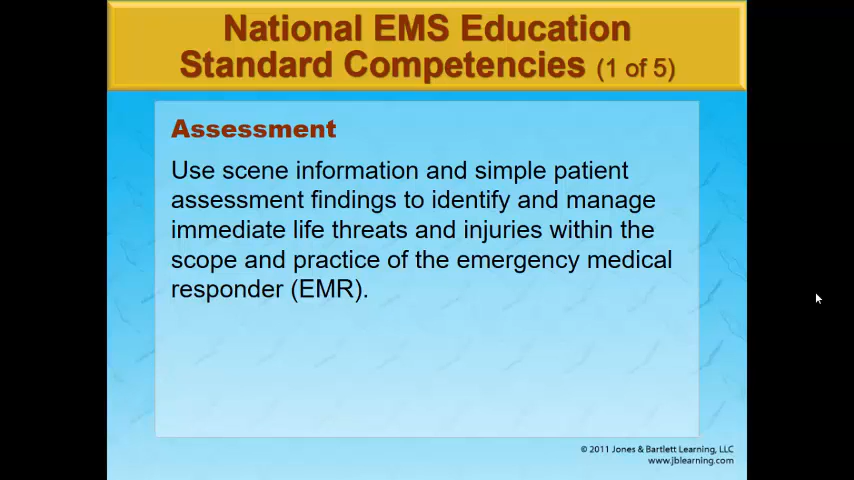 National EMS Education
Standard Competencies (1 of 5)
Assessment
Use scene information and simple patient
assessment findings to identify and manage
immediate life threats and injuries within the
scope and practice of the emergency medical
responder (EMR).
© 2011 Jones & Bartlett Learning, LLC
www.jblearning.com